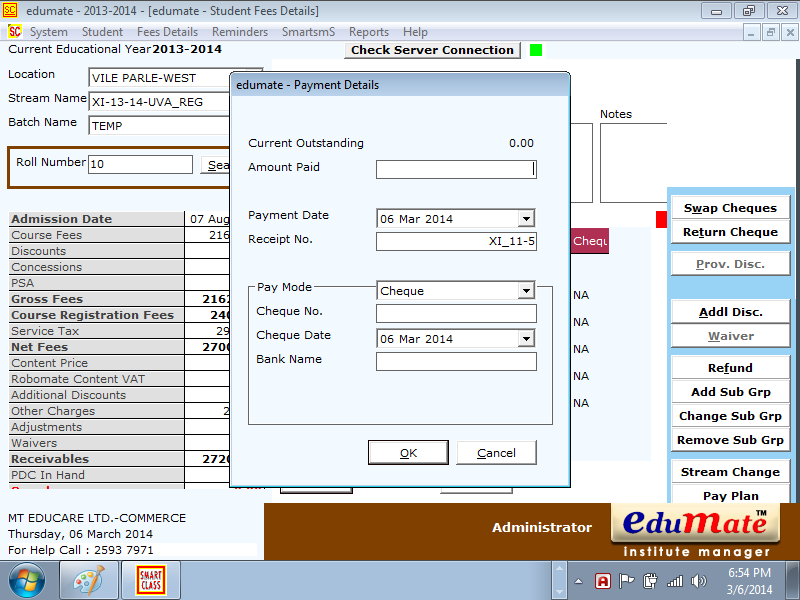 edumate - 2013-2014 - [edumate - Student Fees Details]
System Student Fees Details Reminders SmartsmS Reports Help
Current Educational Year 2013-2014
Check Server Connection
Location VILE PARLE-WEST
Stream Name XI-13-14-UVA_REG
Batch Name TEMP
Roll Number 10
Notes
edumate - Payment Details
Current Outstanding 0.00
Amount Paid
Payment Date 06 Mar 2014
Receipt No. XI_11-5
Pay Mode Cheque
Cheque No.
Cheque Date 06 Mar 2014
Bank Name
OK Cancel
Admission Date 07 Aug
Course Fees 216
Discounts
Concessions
PSA
Gross Fees 2162
Course Registration Fees 240
Service Tax 29
Net Fees 2700
Content Price
Robomate Content VAT
Additional Discounts
Other Charges 2
Adjustments
Waivers
Receivables 2720
PDC In Hand
NA
NA
NA
NA
NA
Swap Cheques
Return Cheque
Prov. Disc.
Addl Disc.
Waiver
Refund
Add Sub Grp
Change Sub Grp
Remove Sub Grp
Stream Change
Pay Plan
MT EDUCARE LTD.-COMMERCE
Thursday, 06 March 2014
For Help Call : 2593 7971
Administrator
eduMate™
institute manager
SMART CLASS
6:54 PM
3/6/2014